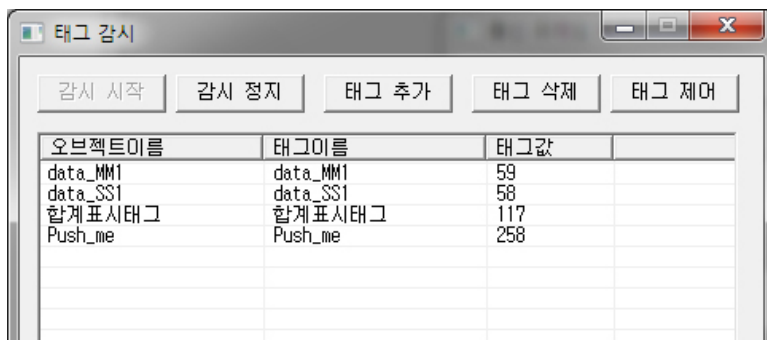 태그 감시
감시 시작 감시 정지 태그 추가 태그 삭제 태그 제어
오브젝트이름 태그이름 태그값
data_MM1 data_MM1 59
data_SS1 data_SS1 58
합계표시태그 합계표시태그 117
Push_me Push_me 258